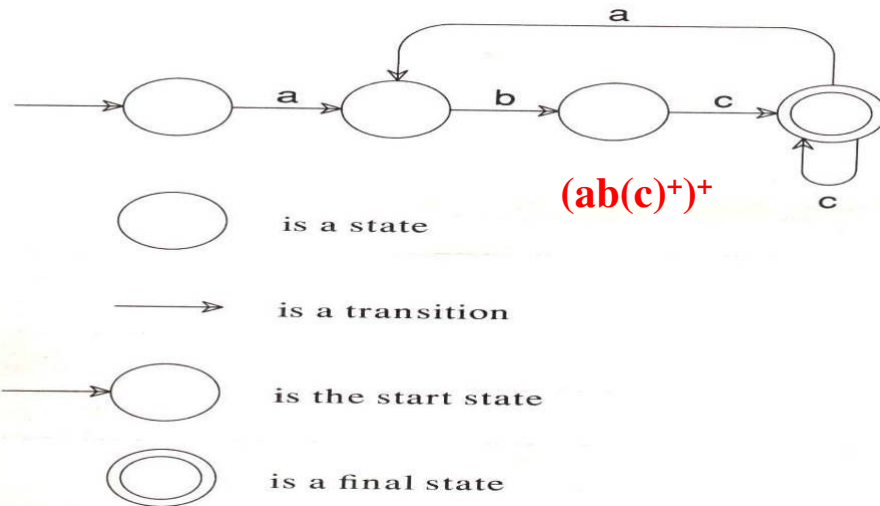 a
a
b
c
(ab(c)⁺)⁺
c
is a state
is a transition
is the start state
is a final state